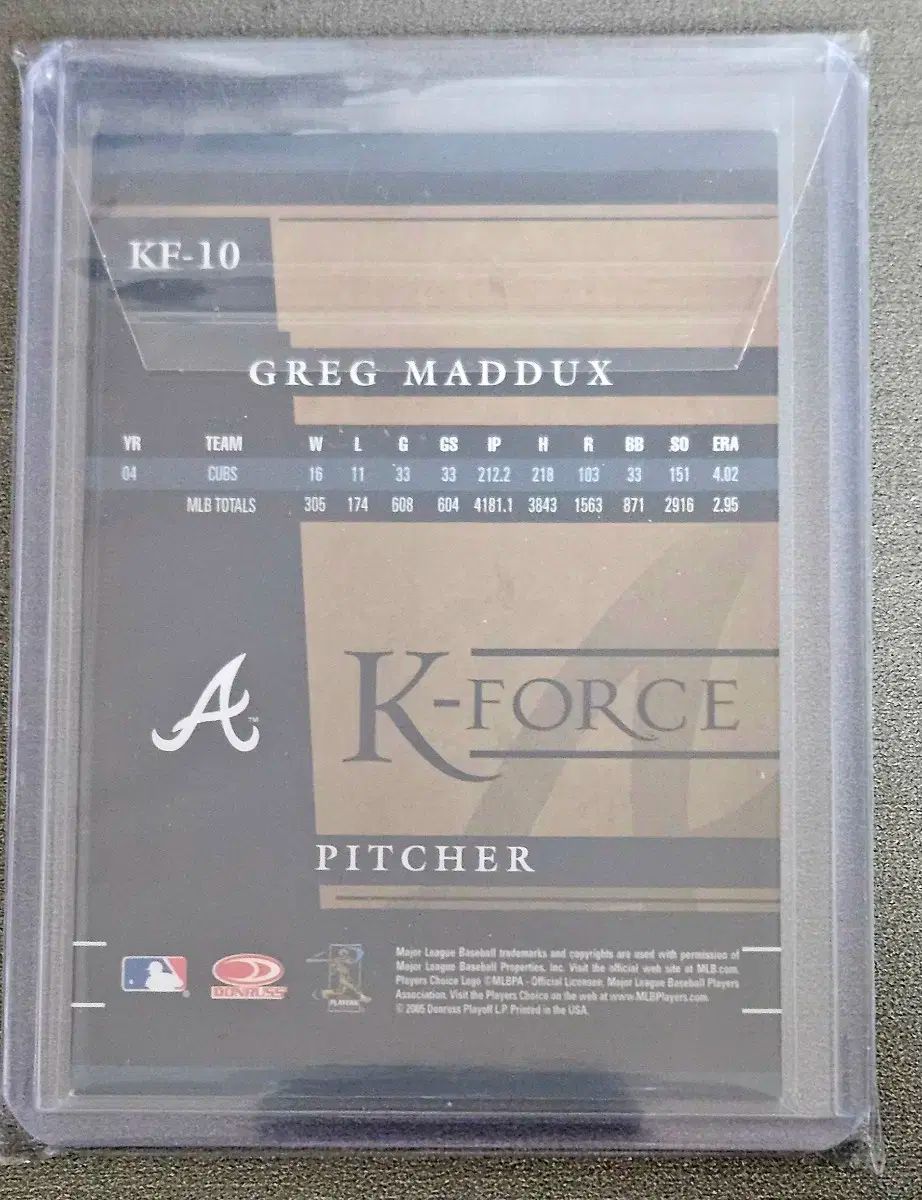 KF-10
GREG MADDUX
YR TEAM W L G GS IP H R BB SO ERA
04 CUBS 16 11 33 33 212.2 218 103 33 151 4.02
MLB TOTALS 305 174 608 604 4181.1 3843 1563 871 2916 2.95
A™
K-FORCE
PITCHER
DONRUSS
PLAYERS
Major League Baseball trademarks and copyrights are used with permission of
Major League Baseball Properties, Inc. Visit the official web site at MLB.com
Players Choice Logo ©MLBPA - Official Licensee, Major League Baseball Players
Association. Visit the Players Choice on the web at www.MLBPlayers.com
© 2005 Donruss Playoff L.P. Printed in the USA.